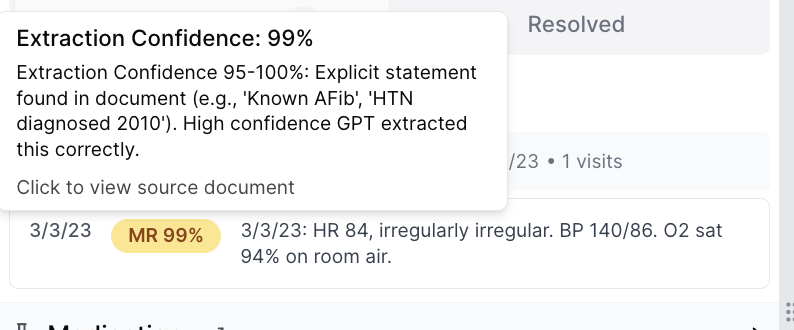 Extraction Confidence: 99%
Resolved
Extraction Confidence 95-100%: Explicit statement
found in document (e.g., 'Known AFib', 'HTN
diagnosed 2010'). High confidence GPT extracted
this correctly.
/23 • 1 visits
Click to view source document
3/3/23
MR 99%
3/3/23: HR 84, irregularly irregular. BP 140/86. O2 sat
94% on room air.